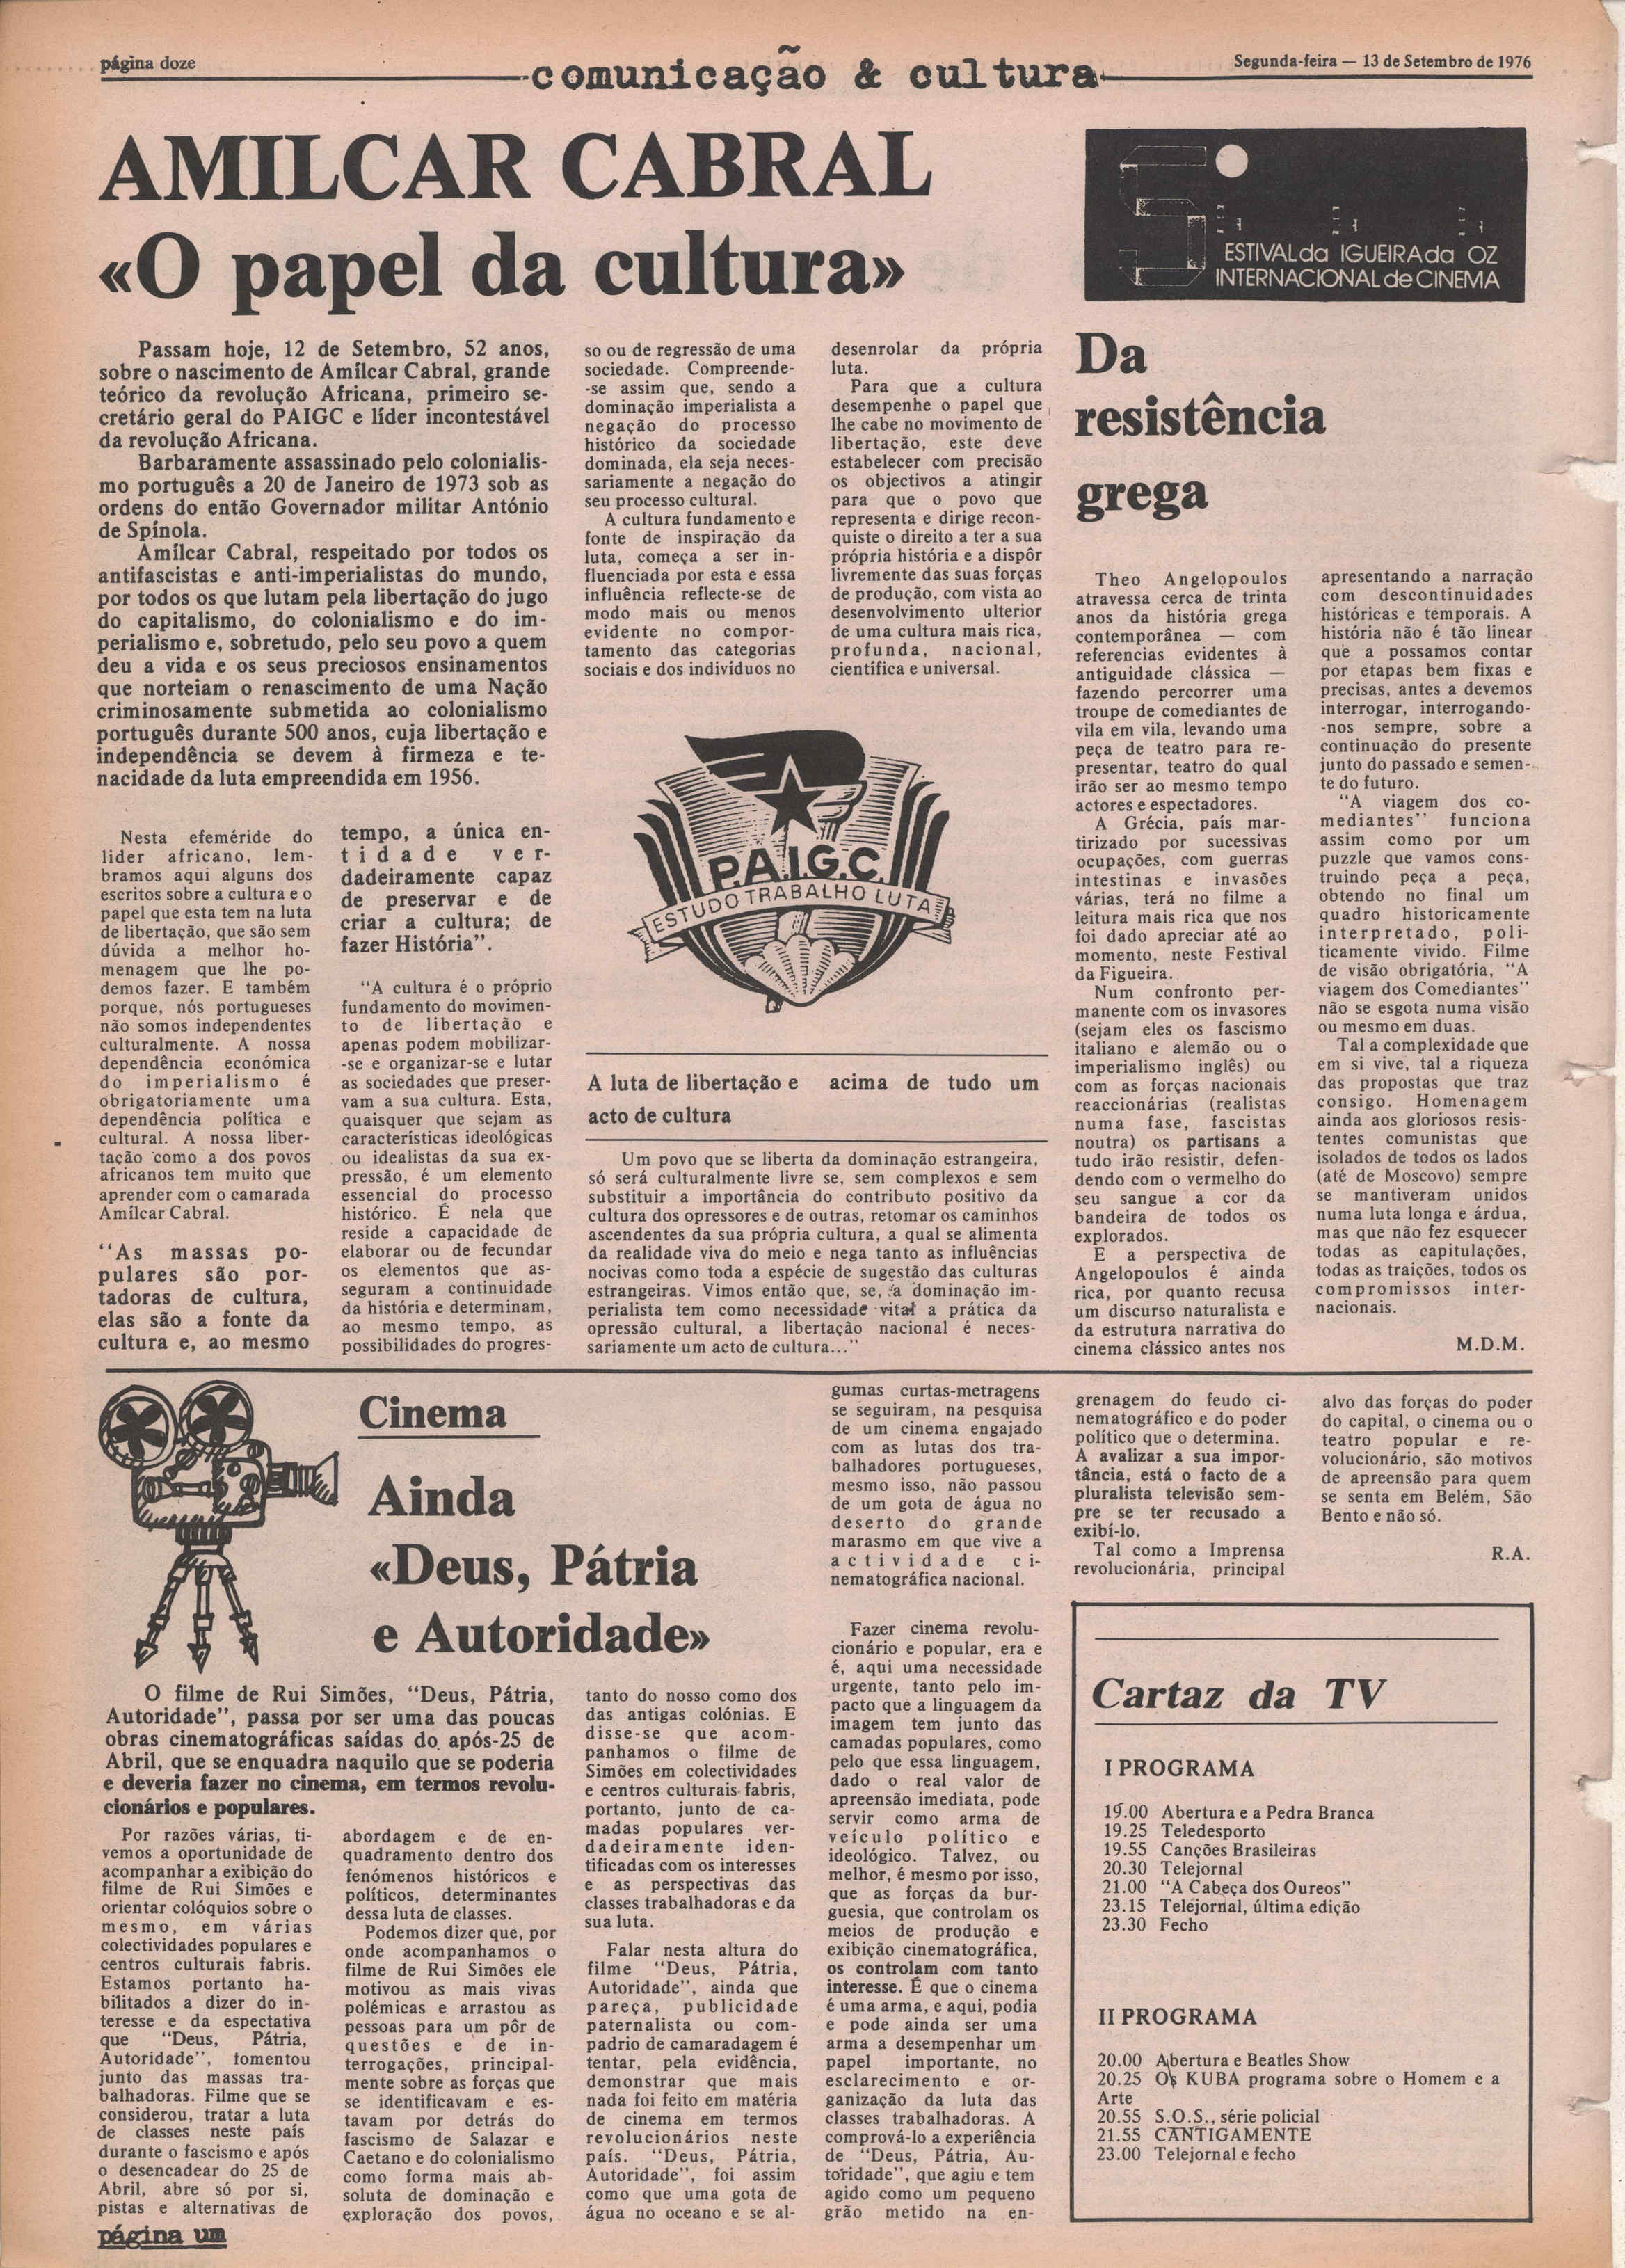 página doze
comunicação & cultura
Segunda-feira — 13 de Setembro de 1976
AMILCAR CABRAL
«O papel da cultura»
Passam hoje, 12 de Setembro, 52 anos,
sobre o nascimento de Amílcar Cabral, grande
teórico da revolução Africana, primeiro se-
cretário geral do PAIGC e líder incontestável
da revolução Africana.
Barbaramente assassinado pelo colonialis-
mo português a 20 de Janeiro de 1973 sob as
ordens do então Governador militar António
de Spínola.
Amílcar Cabral, respeitado por todos os
antifascistas e anti-imperialistas do mundo,
por todos os que lutam pela libertação do jugo
do capitalismo, do colonialismo e do im-
perialismo e, sobretudo, pelo seu povo a quem
deu a vida e os seus preciosos ensinamentos
que norteiam o renascimento de uma Nação
criminosamente submetida ao colonialismo
português durante 500 anos, cuja libertação e
independência se devem à firmeza e te-
nacidade da luta empreendida em 1956.
Nesta efeméride do
lider africano, lem-
bramos aqui alguns dos
escritos sobre a cultura e o
papel que esta tem na luta
de libertação, que são sem
dúvida a melhor ho-
menagem que lhe po-
demos fazer. E também
porque, nós portugueses
não somos independentes
culturalmente. A nossa
dependência económica
do imperialismo é
obrigatoriamente uma
dependência política e
cultural. A nossa liber-
tação como a dos povos
africanos tem muito que
aprender com o camarada
Amílcar Cabral.
"As massas po-
pulares são por-
tadoras de cultura,
elas são a fonte da
cultura e, ao mesmo
tempo, a única en-
tidade ver-
dadeiramente capaz
de preservar e de
criar a cultura; de
fazer História".
"A cultura é o próprio
fundamento do movimen-
to de libertação e
apenas podem mobilizar-
-se e organizar-se e lutar
as sociedades que preser-
vam a sua cultura. Esta,
quaisquer que sejam as
características ideológicas
ou idealistas da sua ex-
pressão, é um elemento
essencial do processo
histórico. É nela que
reside a capacidade de
elaborar ou de fecundar
os elementos que as-
seguram a continuidade
da história e determinam,
ao mesmo tempo, as
possibilidades do progres-
so ou de regressão de uma
sociedade. Compreende-
-se assim que, sendo a
dominação imperialista a
negação do processo
histórico da sociedade
dominada, ela seja neces-
sariamente a negação do
seu processo cultural.
A cultura fundamento e
fonte de inspiração da
luta, começa a ser in-
fluenciada por esta e essa
influência reflecte-se de
modo mais ou menos
evidente no compor-
tamento das categorias
sociais e dos indivíduos no
desenrolar da própria
luta.
Para que a cultura
desempenhe o papel que
lhe cabe no movimento de
libertação, este deve
estabelecer com precisão
os objectivos a atingir
para que o povo que
representa e dirige recon-
quiste o direito a ter a sua
própria história e a dispôr
livremente das suas forças
de produção, com vista ao
desenvolvimento ulterior
de uma cultura mais rica,
profunda, nacional,
científica e universal.
P.A.I.G.C.
ESTUDO TRABALHO LUTA
A luta de libertação e acima de tudo um
acto de cultura
Um povo que se liberta da dominação estrangeira,
só será culturalmente livre se, sem complexos e sem
substituir a importância do contributo positivo da
cultura dos opressores e de outras, retomar os caminhos
ascendentes da sua própria cultura, a qual se alimenta
da realidade viva do meio e nega tanto as influências
nocivas como toda a espécie de sugestão das culturas
estrangeiras. Vimos então que, se, a dominação im-
perialista tem como necessidade vital a prática da
opressão cultural, a libertação nacional é neces-
sariamente um acto de cultura..."
5
ESTIVAL da IGUEIRA da OZ
INTERNACIONAL de CINEMA
Da
resistência
grega
Theo Angelopoulos
atravessa cerca de trinta
anos da história grega
contemporânea — com
referencias evidentes à
antiguidade clássica —
fazendo percorrer uma
troupe de comediantes de
vila em vila, levando uma
peça de teatro para re-
presentar, teatro do qual
irão ser ao mesmo tempo
actores e espectadores.
A Grécia, país mar-
tirizado por sucessivas
ocupações, com guerras
intestinas e invasões
várias, terá no filme a
leitura mais rica que nos
foi dado apreciar até ao
momento, neste Festival
da Figueira.
Num confronto per-
manente com os invasores
(sejam eles os fascismo
italiano e alemão ou o
imperialismo inglês) ou
com as forças nacionais
reaccionárias (realistas
numa fase, fascistas
noutra) os partisans a
tudo irão resistir, defen-
dendo com o vermelho do
seu sangue a cor da
bandeira de todos os
explorados.
E a perspectiva de
Angelopoulos é ainda
rica, por quanto recusa
um discurso naturalista e
da estrutura narrativa do
cinema clássico antes nos
apresentando a narração
com descontinuidades
históricas e temporais. A
história não é tão linear
que a possamos contar
por etapas bem fixas e
precisas, antes a devemos
interrogar, interrogando-
-nos sempre, sobre a
continuação do presente
junto do passado e semen-
te do futuro.
"A viagem dos co-
mediantes" funciona
assim como por um
puzzle que vamos cons-
truindo peça a peça,
obtendo no final um
quadro historicamente
interpretado, poli-
ticamente vivido. Filme
de visão obrigatória, "A
viagem dos Comediantes"
não se esgota numa visão
ou mesmo em duas.
Tal a complexidade que
em si vive, tal a riqueza
das propostas que traz
consigo. Homenagem
ainda aos gloriosos resis-
tentes comunistas que
isolados de todos os lados
(até de Moscovo) sempre
se mantiveram unidos
numa luta longa e árdua,
mas que não fez esquecer
todas as capitulações,
todas as traições, todos os
compromissos inter-
nacionais.
M.D.M.
Cinema
Ainda
«Deus, Pátria
e Autoridade»
O filme de Rui Simões, "Deus, Pátria,
Autoridade", passa por ser uma das poucas
obras cinematográficas saídas do após-25 de
Abril, que se enquadra naquilo que se poderia
e deveria fazer no cinema, em termos revolu-
cionários e populares.
Por razões várias, ti-
vemos a oportunidade de
acompanhar a exibição do
filme de Rui Simões e
orientar colóquios sobre o
mesmo, em várias
colectividades populares e
centros culturais fabris.
Estamos portanto ha-
bilitados a dizer do in-
teresse e da espectativa
que "Deus, Pátria,
Autoridade", fomentou
junto das massas tra-
balhadoras. Filme que se
considerou, tratar a luta
de classes neste país
durante o fascismo e após
o desencadear do 25 de
Abril, abre só por si,
pistas e alternativas de
abordagem e de en-
quadramento dentro dos
fenómenos históricos e
políticos, determinantes
dessa luta de classes.
Podemos dizer que, por
onde acompanhamos o
filme de Rui Simões ele
motivou as mais vivas
polémicas e arrastou as
pessoas para um pôr de
questões e de in-
terrogações, principal-
mente sobre as forças que
se identificavam e es-
tavam por detrás do
fascismo de Salazar e
Caetano e do colonialismo
como forma mais ab-
soluta de dominação e
exploração dos povos,
tanto do nosso como dos
das antigas colónias. E
disse-se que acom-
panhamos o filme de
Simões em colectividades
e centros culturais fabris,
portanto, junto de ca-
madas populares ver-
dadeiramente iden-
tificadas com os interesses
e as perspectivas das
classes trabalhadoras e da
sua luta.
Falar nesta altura do
filme "Deus, Pátria,
Autoridade", ainda que
pareça, publicidade
paternalista ou com-
padrio de camaradagem é
tentar, pela evidência,
demonstrar que mais
nada foi feito em matéria
de cinema em termos
revolucionários neste
país. "Deus, Pátria,
Autoridade", foi assim
como que uma gota de
água no oceano e se al-
gumas curtas-metragens
se seguiram, na pesquisa
de um cinema engajado
com as lutas dos tra-
balhadores portugueses,
mesmo isso, não passou
de um gota de água no
deserto do grande
marasmo em que vive a
actividade ci-
nematográfica nacional.
Fazer cinema revolu-
cionário e popular, era e
é, aqui uma necessidade
urgente, tanto pelo im-
pacto que a linguagem da
imagem tem junto das
camadas populares, como
pelo que essa linguagem,
dado o real valor de
apreensão imediata, pode
servir como arma de
veículo político e
ideológico. Talvez, ou
melhor, é mesmo por isso,
que as forças da bur-
guesia, que controlam os
meios de produção e
exibição cinematográfica,
os controlam com tanto
interesse. É que o cinema
é uma arma, e aqui, podia
e pode ainda ser uma
arma a desempenhar um
papel importante, no
esclarecimento e or-
ganização da luta das
classes trabalhadoras. A
comprová-lo a experiência
de "Deus, Pátria, Au-
toridade", que agiu e tem
agido como um pequeno
grão metido na en-
grenagem do feudo ci-
nematográfico e do poder
político que o determina.
A avalizar a sua impor-
tância, está o facto de a
pluralista televisão sem-
pre se ter recusado a
exibí-lo.
Tal como a Imprensa
revolucionária, principal
alvo das forças do poder
do capital, o cinema ou o
teatro popular e re-
volucionário, são motivos
de apreensão para quem
se senta em Belém, São
Bento e não só.
R.A.
Cartaz da TV
I PROGRAMA
19.00 Abertura e a Pedra Branca
19.25 Teledesporto
19.55 Canções Brasileiras
20.30 Telejornal
21.00 "A Cabeça dos Oureos"
23.15 Telejornal, última edição
23.30 Fecho
II PROGRAMA
20.00 Abertura e Beatles Show
20.25 Os KUBA programa sobre o Homem e a
Arte
20.55 S.O.S., série policial
21.55 CANTIGAMENTE
23.00 Telejornal e fecho
página um